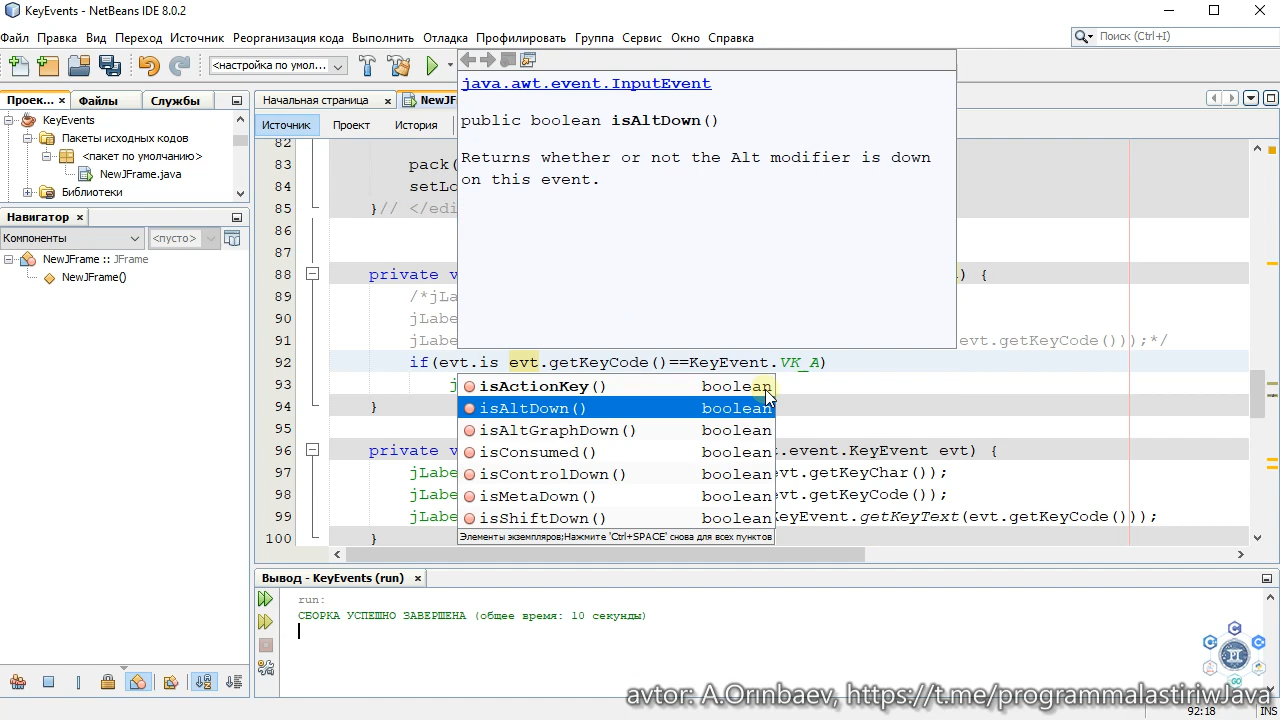 KeyEvents - NetBeans IDE 8.0.2
Файл Правка Вид Переход Источник Реорганизация кода Выполнить Отладка Профилировать Группа Сервис Окно Справка
Поиск (Ctrl+I)
<настройка по умол...
java.awt.event.InputEvent
public boolean isAltDown()
Returns whether or not the Alt modifier is down
on this event.
Проек... × Файлы Службы
KeyEvents
Пакеты исходных кодов
<пакет по умолчанию>
NewJFrame.java
Библиотеки
Навигатор ×
Компоненты <пусто>
NewJFrame :: JFrame
NewJFrame()
Начальная страница × NewJF
Источник Проект История
82
83 pack(
84 setLo
85 }// </edi
86
87
88 private v ) {
89 /*jLa
90 jLabe
91 jLabe evt.getKeyCode()));*/
92 if(evt.is evt.getKeyCode()==KeyEvent.VK_A)
93 j
94 }
95
96 private v t.event.KeyEvent evt) {
97 jLabe vt.getKeyChar());
98 jLabe vt.getKeyCode());
99 jLabe KeyEvent.getKeyText(evt.getKeyCode()));
100 }
isActionKey() boolean
isAltDown() boolean
isAltGraphDown() boolean
isConsumed() boolean
isControlDown() boolean
isMetaDown() boolean
isShiftDown() boolean
Элементы экземпляров;Нажмите 'Ctrl+SPACE' снова для всех пунктов
Вывод - KeyEvents (run) ×
run:
СБОРКА УСПЕШНО ЗАВЕРШЕНА (общее время: 10 секунды)
avtor: A.Orınbaev, https://t.me/programmalastiriwJava
92:18 INS